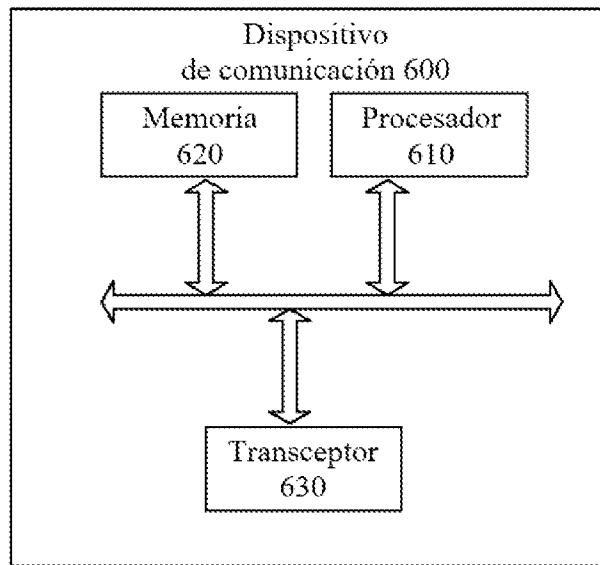 Dispositivo
de comunicación 600
Memoria
620
Procesador
610
Transceptor
630